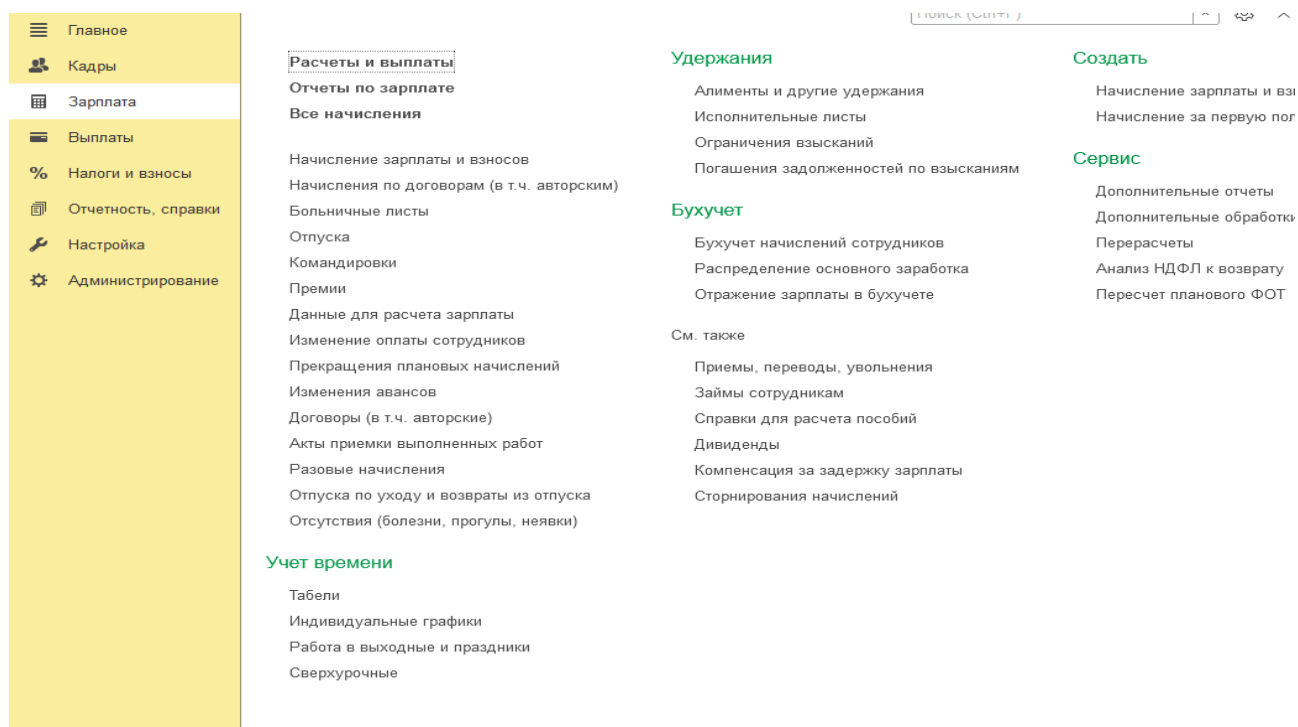 Поиск (Ctrl+F)
Главное
Кадры
Зарплата
Выплаты
Налоги и взносы
Отчетность, справки
Настройка
Администрирование
Расчеты и выплаты
Отчеты по зарплате
Все начисления
Начисление зарплаты и взносов
Начисления по договорам (в т.ч. авторским)
Больничные листы
Отпуска
Командировки
Премии
Данные для расчета зарплаты
Изменение оплаты сотрудников
Прекращения плановых начислений
Изменения авансов
Договоры (в т.ч. авторские)
Акты приемки выполненных работ
Разовые начисления
Отпуска по уходу и возвраты из отпуска
Отсутствия (болезни, прогулы, неявки)
Учет времени
Табели
Индивидуальные графики
Работа в выходные и праздники
Сверхурочные
Удержания
Алименты и другие удержания
Исполнительные листы
Ограничения взысканий
Погашения задолженностей по взысканиям
Бухучет
Бухучет начислений сотрудников
Распределение основного заработка
Отражение зарплаты в бухучете
См. также
Приемы, переводы, увольнения
Займы сотрудникам
Справки для расчета пособий
Дивиденды
Компенсация за задержку зарплаты
Сторнирования начислений
Создать
Начисление зарплаты и
Начисление за первую
Сервис
Дополнительные отчеты
Дополнительные обработки
Перерасчеты
Анализ НДФЛ к возврату
Пересчет планового ФОТ